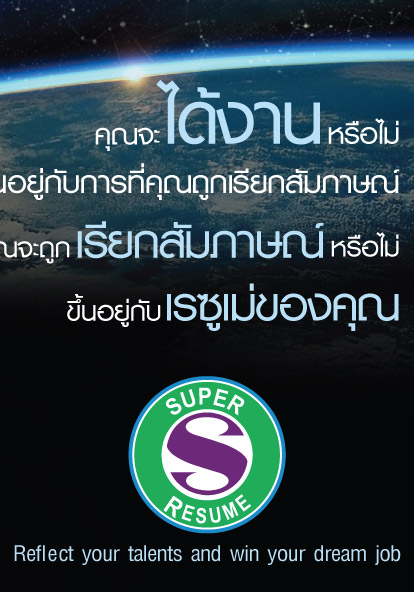 คุณจะ ได้งาน หรือไม่
นอยู่กับการที่คุณถูกเรียกสัมภาษณ์
ณจะถูก เรียกสัมภาษณ์ หรือไม่
ขึ้นอยู่กับ เรซูเม่ของคุณ
SUPER
S
RESUME
Reflect your talents and win your dream job